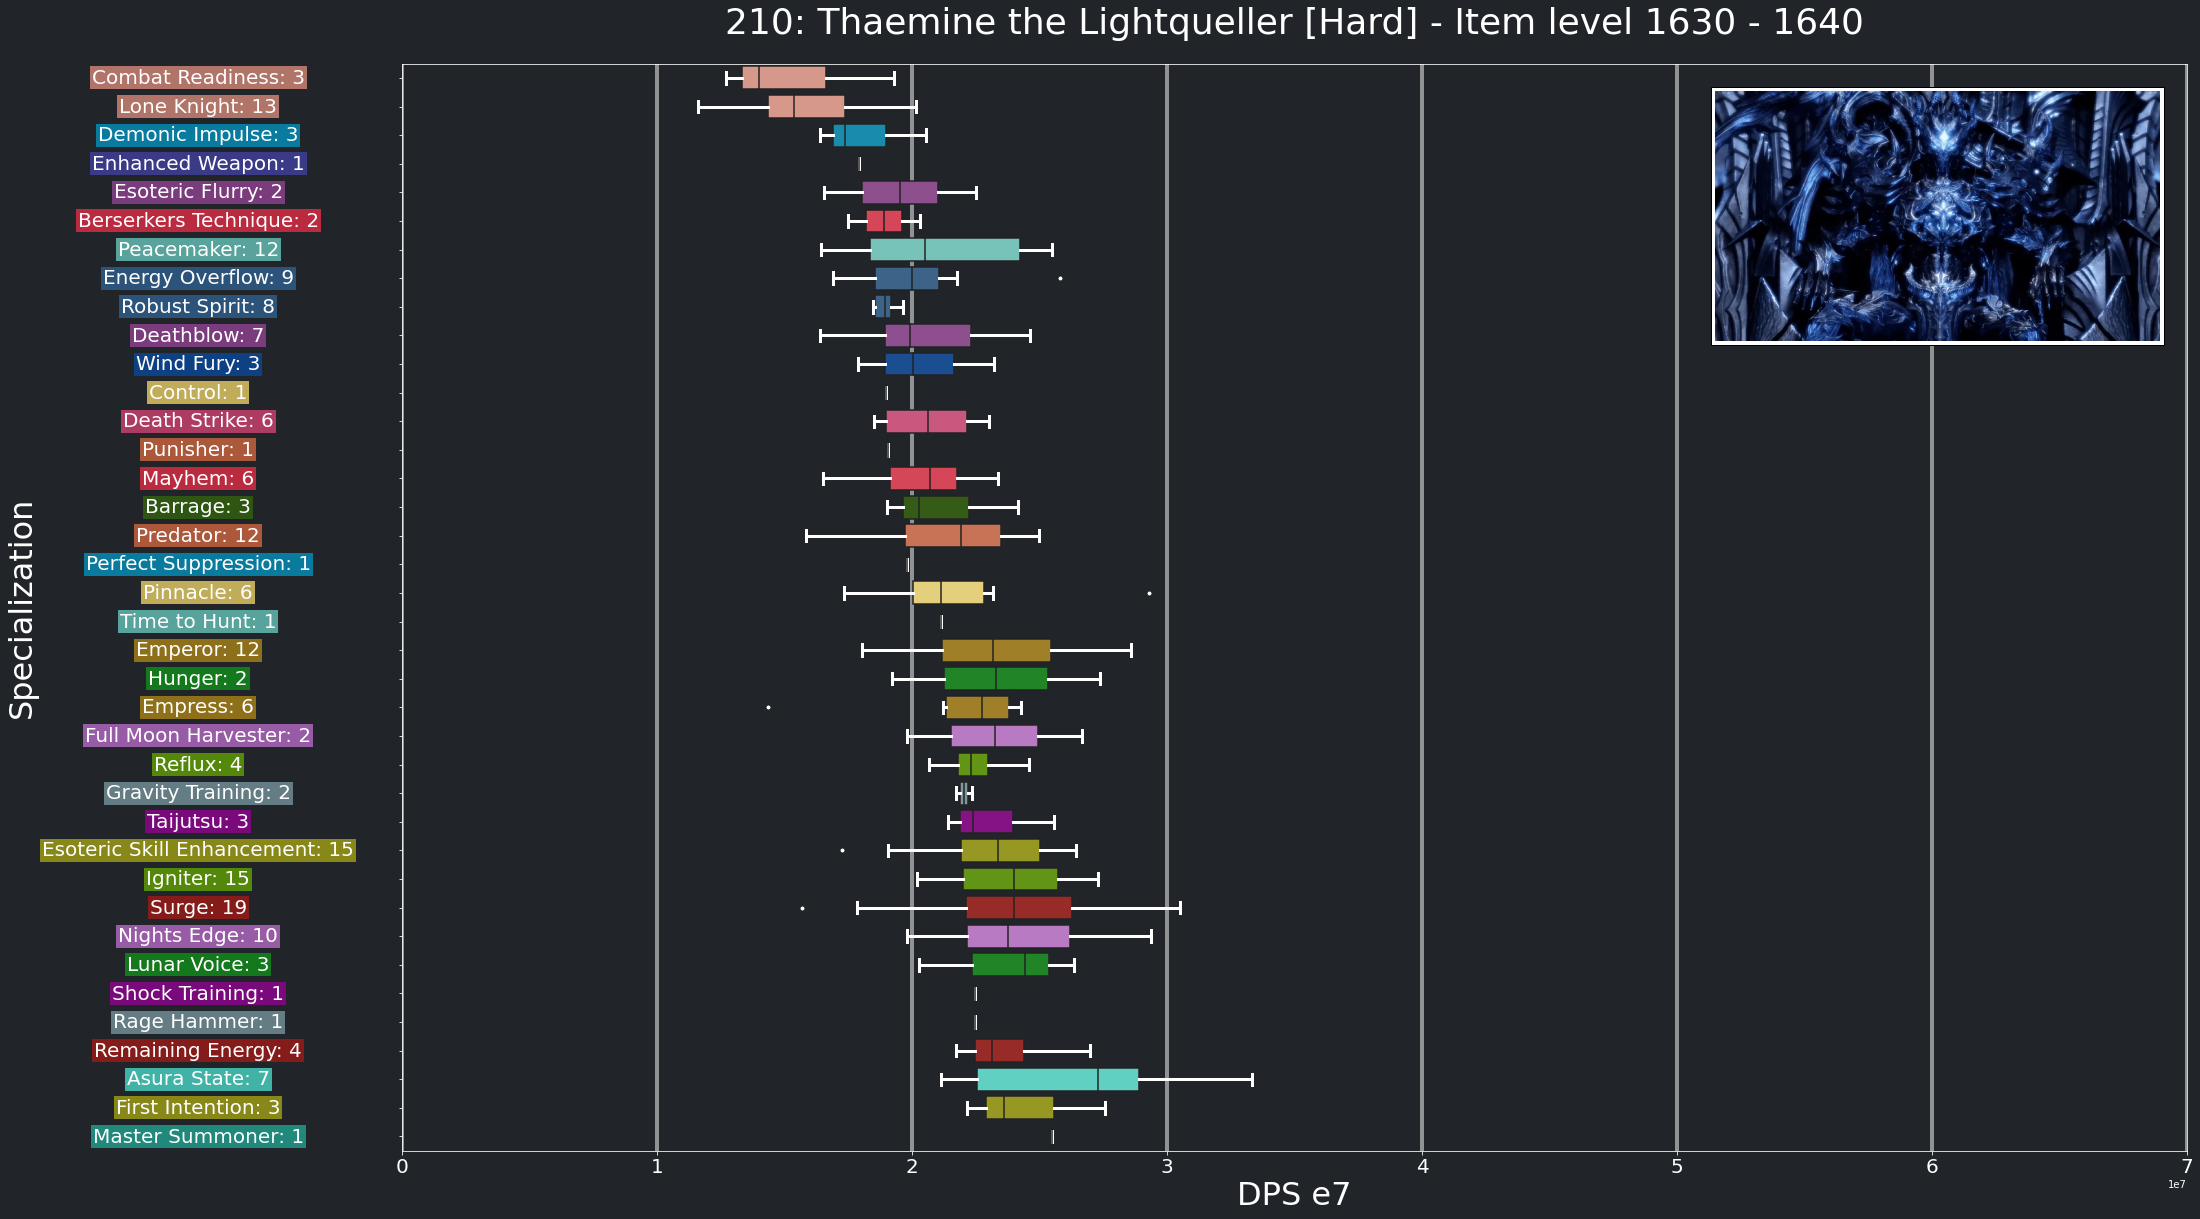 210: Thaemine the Lightqueller [Hard] - Item level 1630 - 1640
Combat Readiness: 3
Lone Knight: 13
Demonic Impulse: 3
Enhanced Weapon: 1
Esoteric Flurry: 2
Berserkers Technique: 2
Peacemaker: 12
Energy Overflow: 9
Robust Spirit: 8
Deathblow: 7
Wind Fury: 3
Control: 1
Death Strike: 6
Punisher: 1
Mayhem: 6
Barrage: 3
Predator: 12
Perfect Suppression: 1
Pinnacle: 6
Time to Hunt: 1
Emperor: 12
Hunger: 2
Empress: 6
Full Moon Harvester: 2
Reflux: 4
Gravity Training: 2
Taijutsu: 3
Esoteric Skill Enhancement: 15
Igniter: 15
Surge: 19
Nights Edge: 10
Lunar Voice: 3
Shock Training: 1
Rage Hammer: 1
Remaining Energy: 4
Asura State: 7
First Intention: 3
Master Summoner: 1
Specialization
0 1 2 3 4 5 6 7
1e7
DPS e7